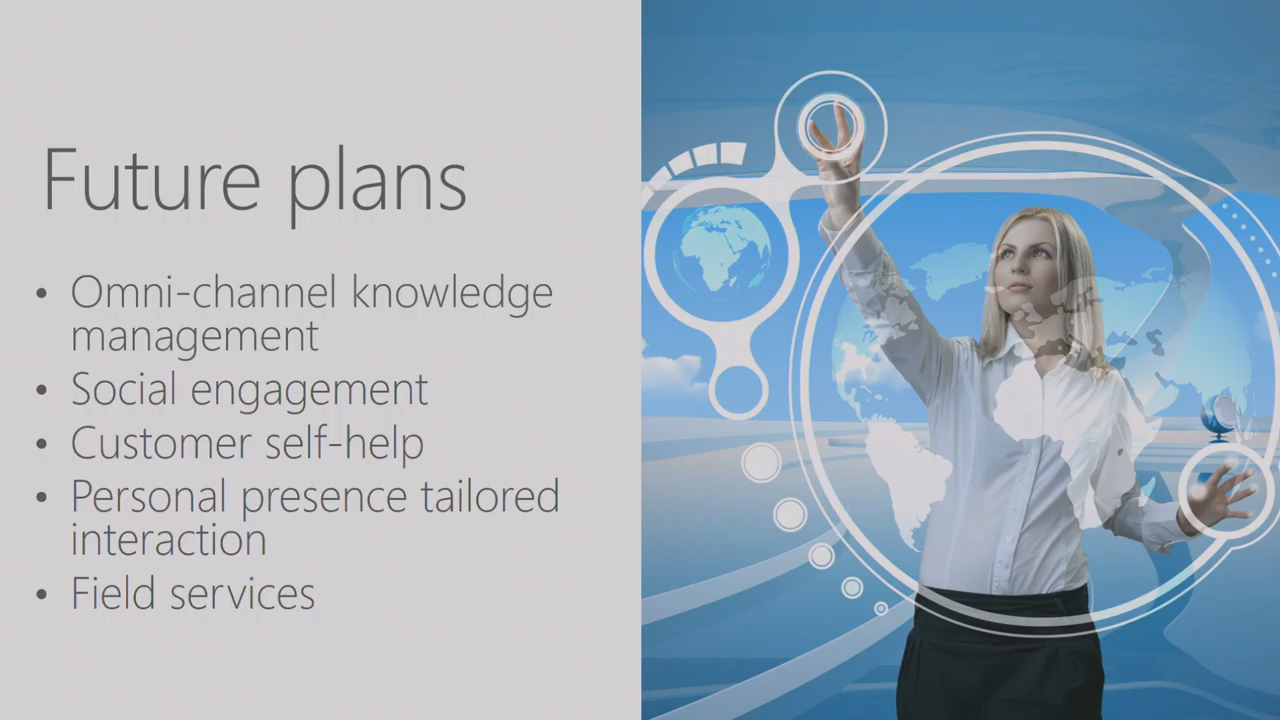 Future plans
• Omni-channel knowledge
management
• Social engagement
• Customer self-help
• Personal presence tailored
interaction
• Field services